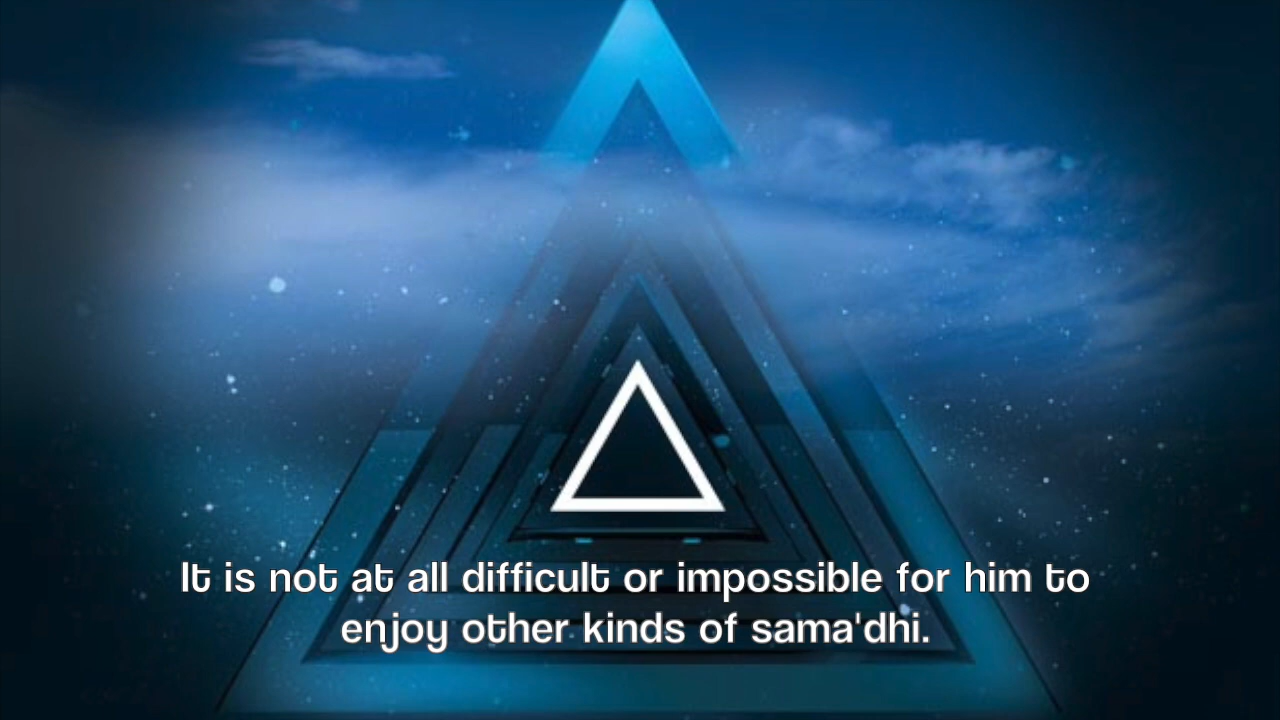 It is not at all difficult or impossible for him to
enjoy other kinds of sama'dhi.